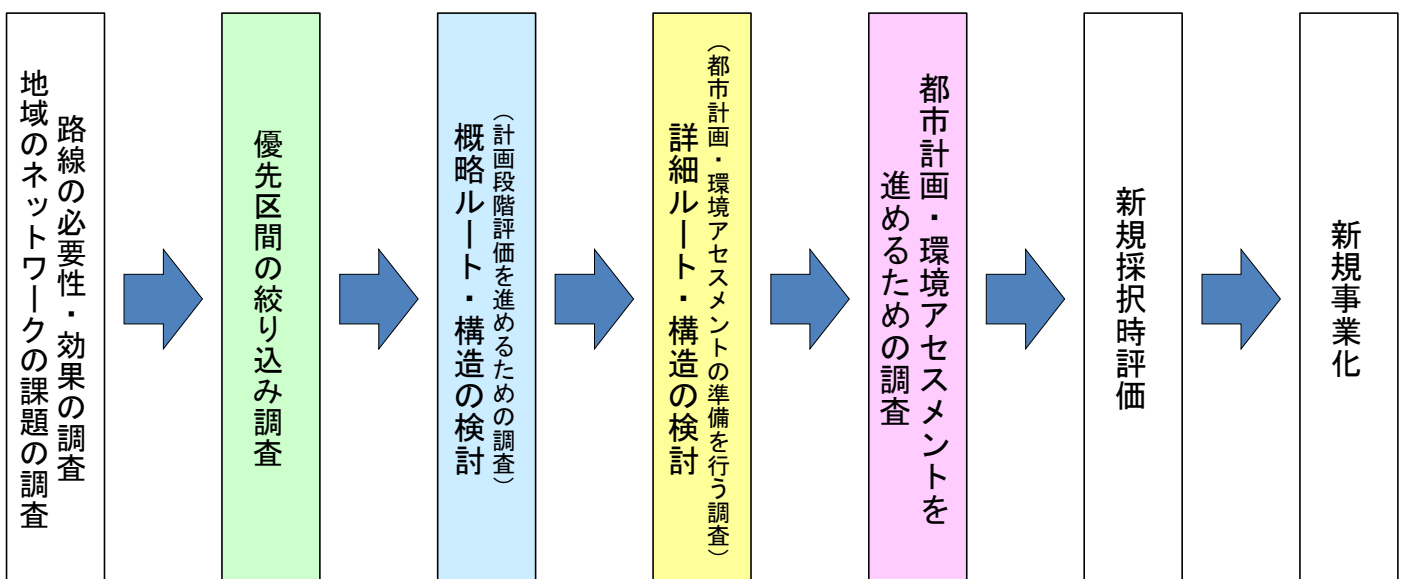 路線の必要性・効果の調査
地域のネットワークの課題の調査
優先区間の絞り込み調査
（計画段階評価を進めるための調査）
概略ルート・構造の検討
（都市計画・環境アセスメントの準備を行う調査）
詳細ルート・構造の検討
都市計画・環境アセスメントを
進めるための調査
新規採択時評価
新規事業化